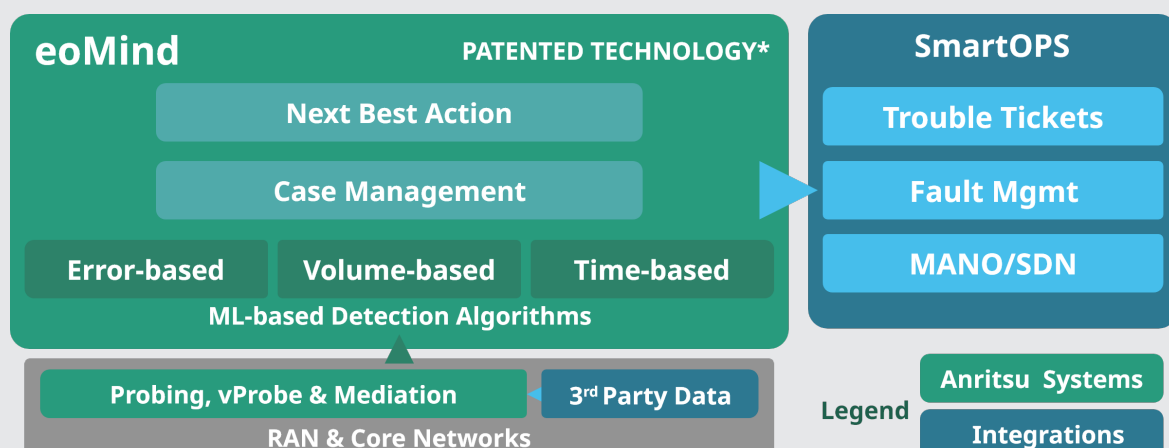 eoMind
PATENTED TECHNOLOGY*
Next Best Action
Case Management
Error-based
Volume-based
Time-based
ML-based Detection Algorithms
Probing, vProbe & Mediation
3rd Party Data
RAN & Core Networks
SmartOPS
Trouble Tickets
Fault Mgmt
MANO/SDN
Legend
Anritsu Systems
Integrations